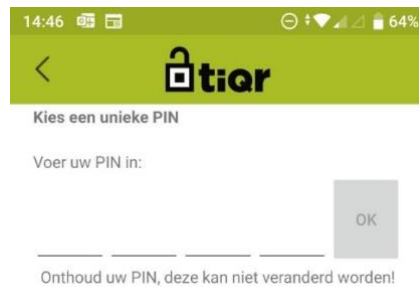 14:46 64%
tiqr
Kies een unieke PIN
Voer uw PIN in:
OK
Onthoud uw PIN, deze kan niet veranderd worden!